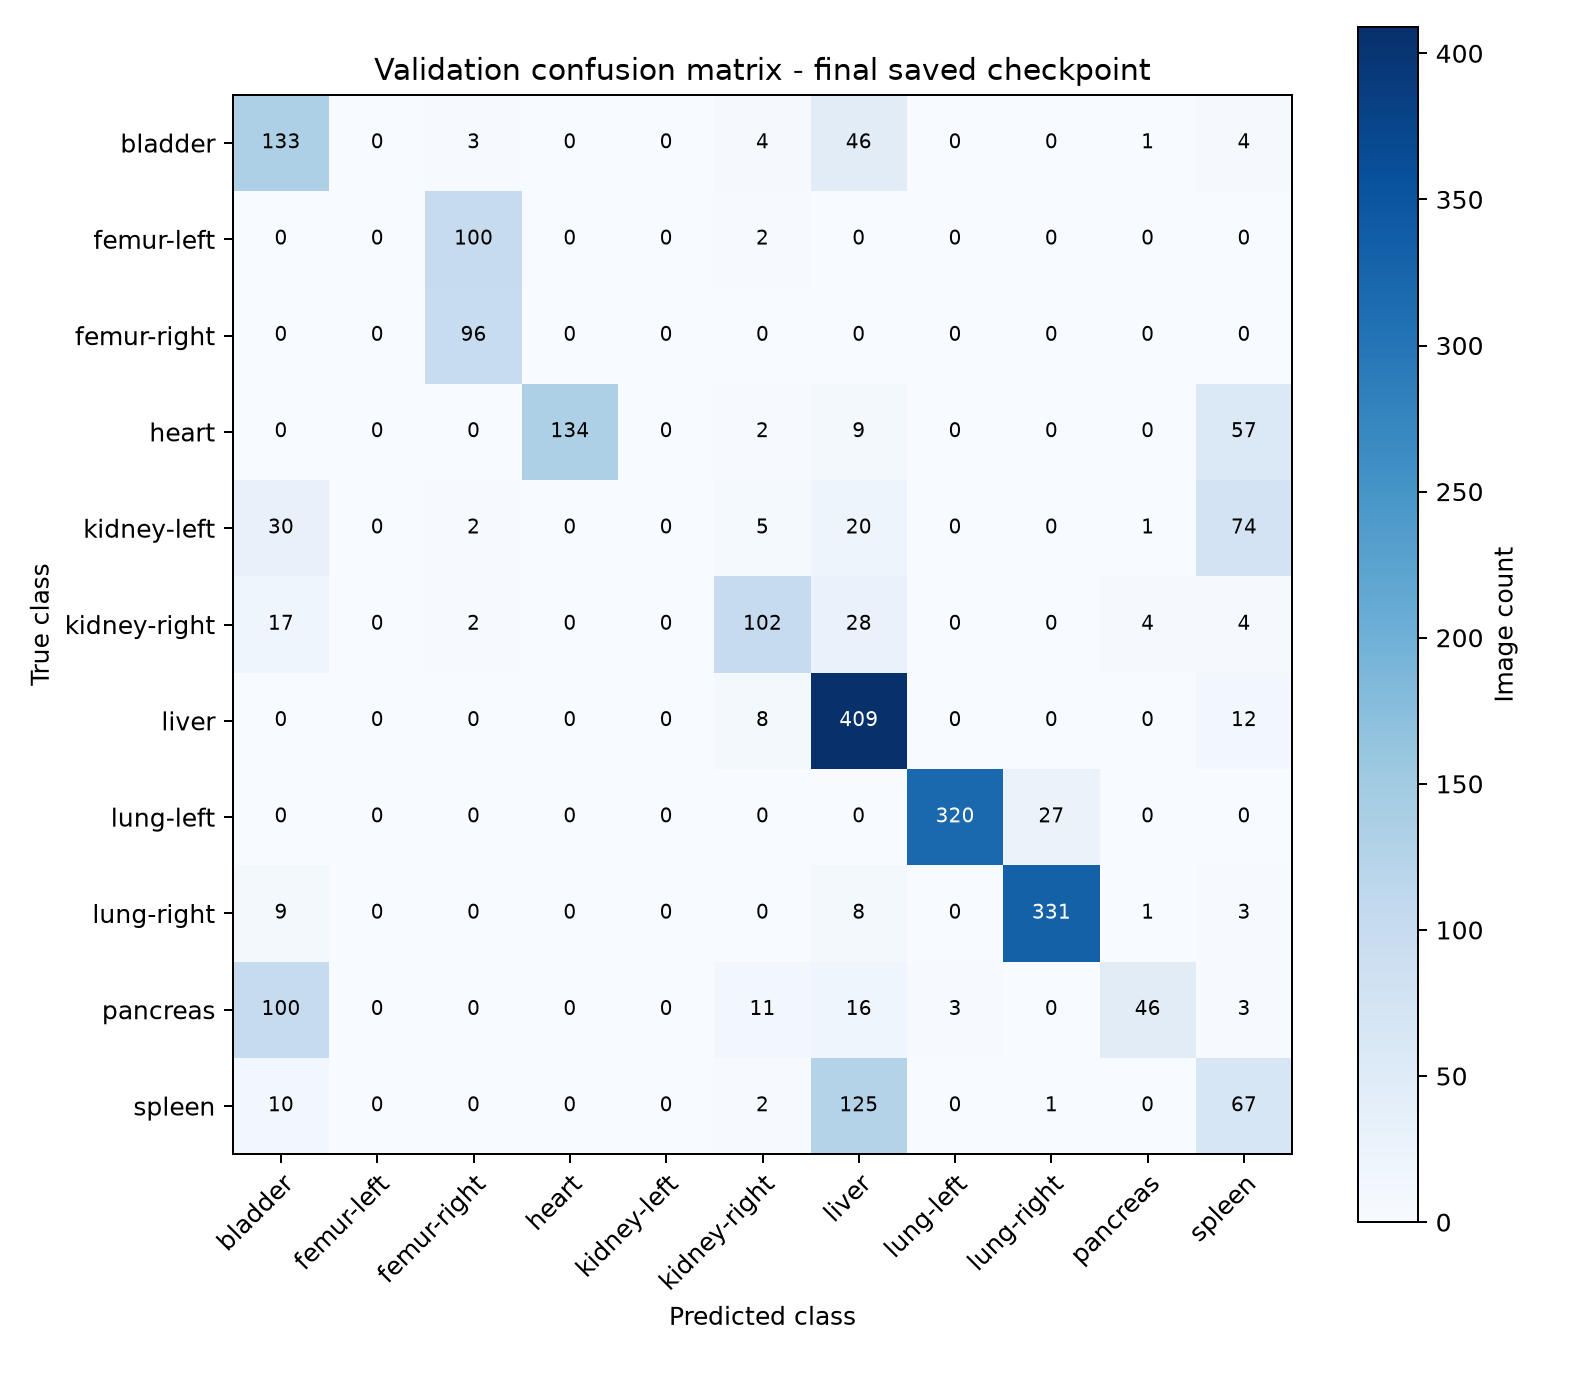 Validation confusion matrix - final saved checkpoint
bladder 133 0 3 0 0 4 46 0 0 1 4
femur-left 0 0 100 0 0 2 0 0 0 0 0
femur-right 0 0 96 0 0 0 0 0 0 0 0
heart 0 0 0 134 0 2 9 0 0 0 57
kidney-left 30 0 2 0 0 5 20 0 0 1 74
kidney-right 17 0 2 0 0 102 28 0 0 4 4
liver 0 0 0 0 0 8 409 0 0 0 12
lung-left 0 0 0 0 0 0 0 320 27 0 0
lung-right 9 0 0 0 0 0 8 0 331 1 3
pancreas 100 0 0 0 0 11 16 3 0 46 3
spleen 10 0 0 0 0 2 125 0 1 0 67
bladder femur-left femur-right heart kidney-left kidney-right liver lung-left lung-right pancreas spleen
Predicted class
True class
400
350
300
250
200
150
100
50
0
Image count